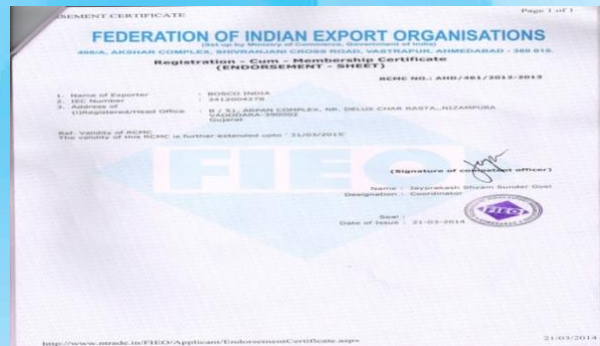 SEMENT CERTIFICATE
Page 1 of 1
FEDERATION OF INDIAN EXPORT ORGANISATIONS
(Set up by Ministry of Commerce, Government of India)
AKSHAR COMPLEX, SHIVRANJANI CROSS ROAD, VASTRAPUR, AHMEDABAD - 380 015.
Registration - Cum - Membership Certificate
(ENDORSEMENT - SHEET)
RCMC NO.: AHD/461/2012-2013
1. Name of Exporter : BOSCO INDIA
2. IEC Number : 3412004278
3. Address of
(i)Registered/Head Office : B / 51, ARPAN COMPLEX, NR. DELUX CHAR RASTA,,NIZAMPURA
VADODARA-390002
Gujarat
Ref. Validity of RCMC
The validity of this RCMC is further extended upto ' 31/03/2015'
FIEO
(Signature of competent officer)
Name : Jeyprakash Shyam Sunder Goel
Designation : Coordinator
FIEO
Seal :
Date of Issue : 21-03-2014
http://www.ntrade.in/FIEO/Applicant/EndorsementCertificate.aspx
21/03/2014